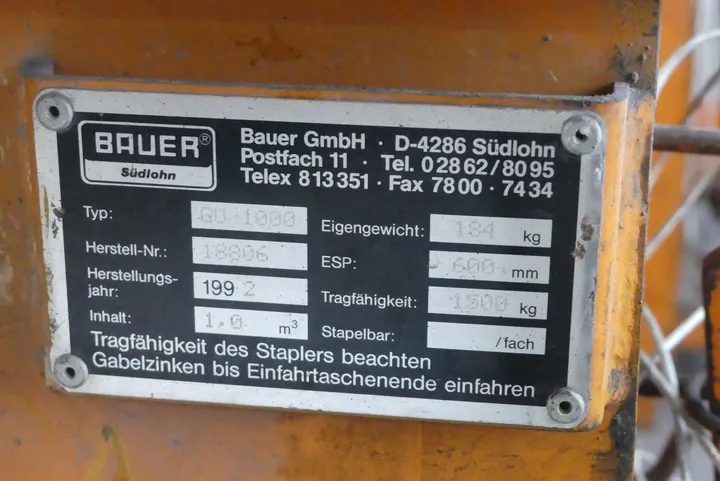 BAUER®
Südlohn
Bauer GmbH · D-4286 Südlohn
Postfach 11 · Tel. 02862/8095
Telex 813351 · Fax 7800 · 7434
Typ: GU 1000
Herstell-Nr.: 18806
Herstellungs-
jahr: 1992
Inhalt: 1.0 m³
Eigengewicht: 184 kg
ESP: 600 mm
Tragfähigkeit: 1500 kg
Stapelbar: /fach
Tragfähigkeit des Staplers beachten
Gabelzinken bis Einfahrtaschenende einfahren